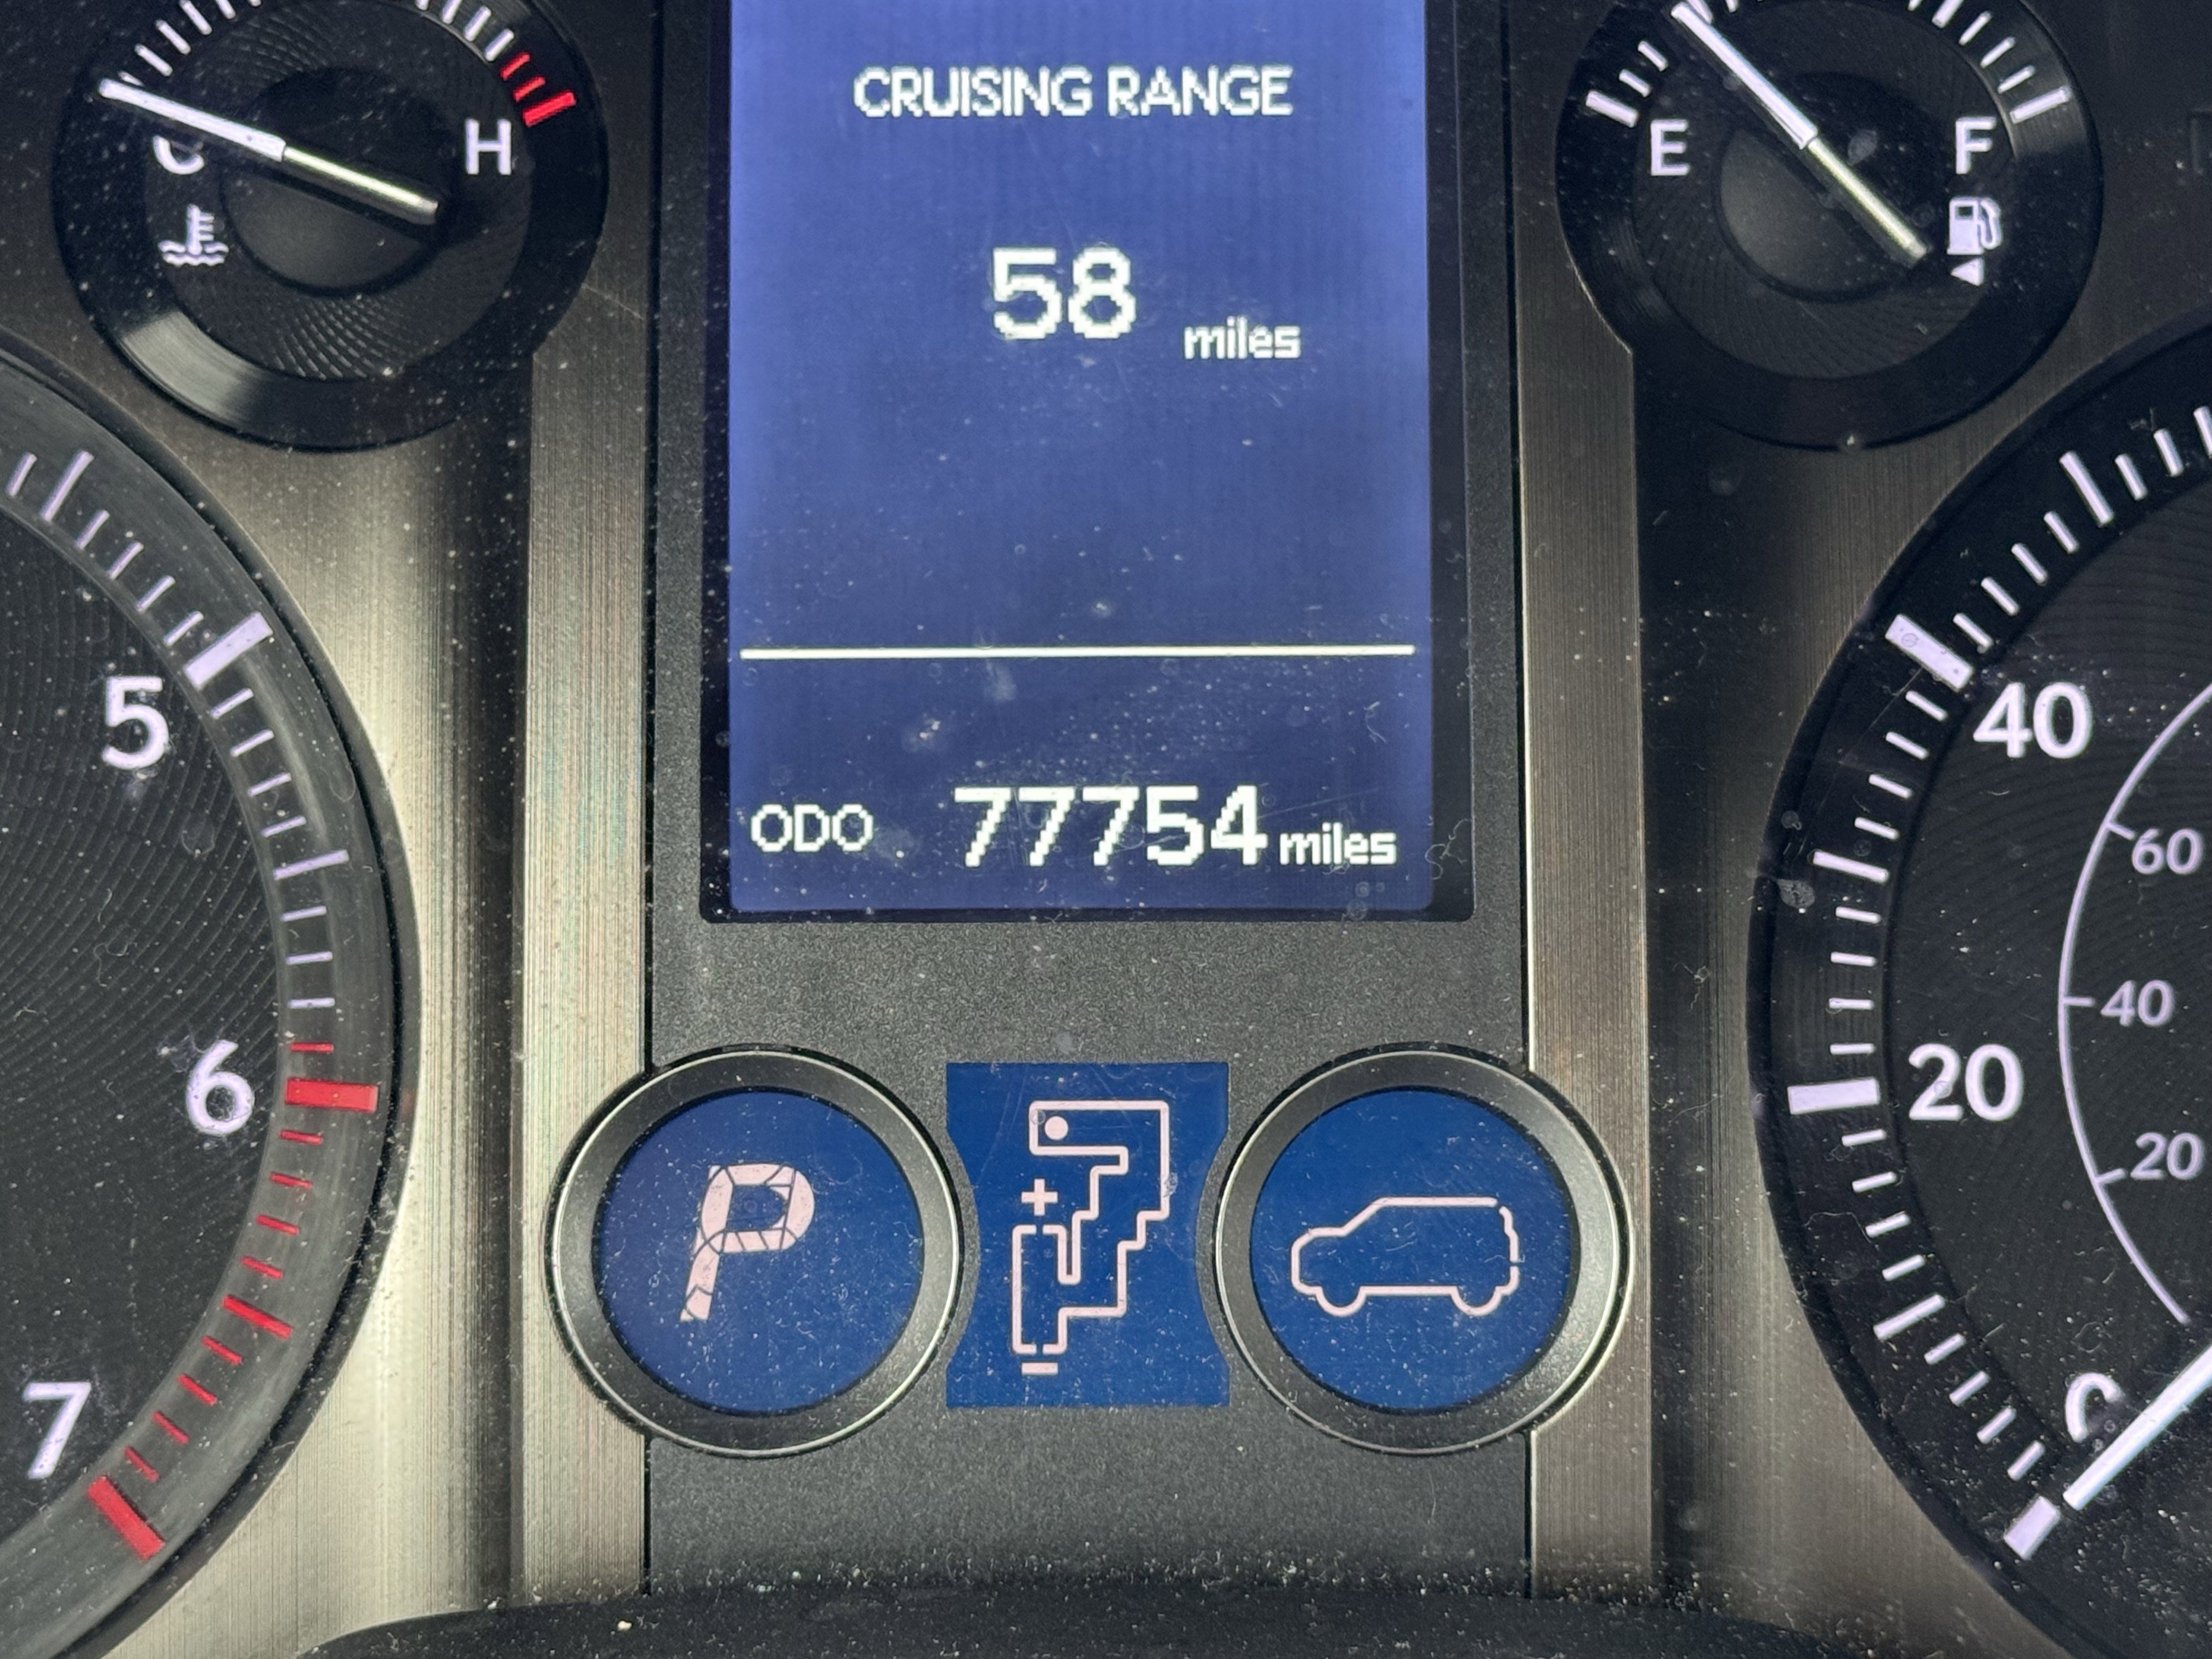 CRUISING RANGE
H
E
F
58 miles
5
40
60
ODO 77754 miles
40
6
20
20
P
+
-
7